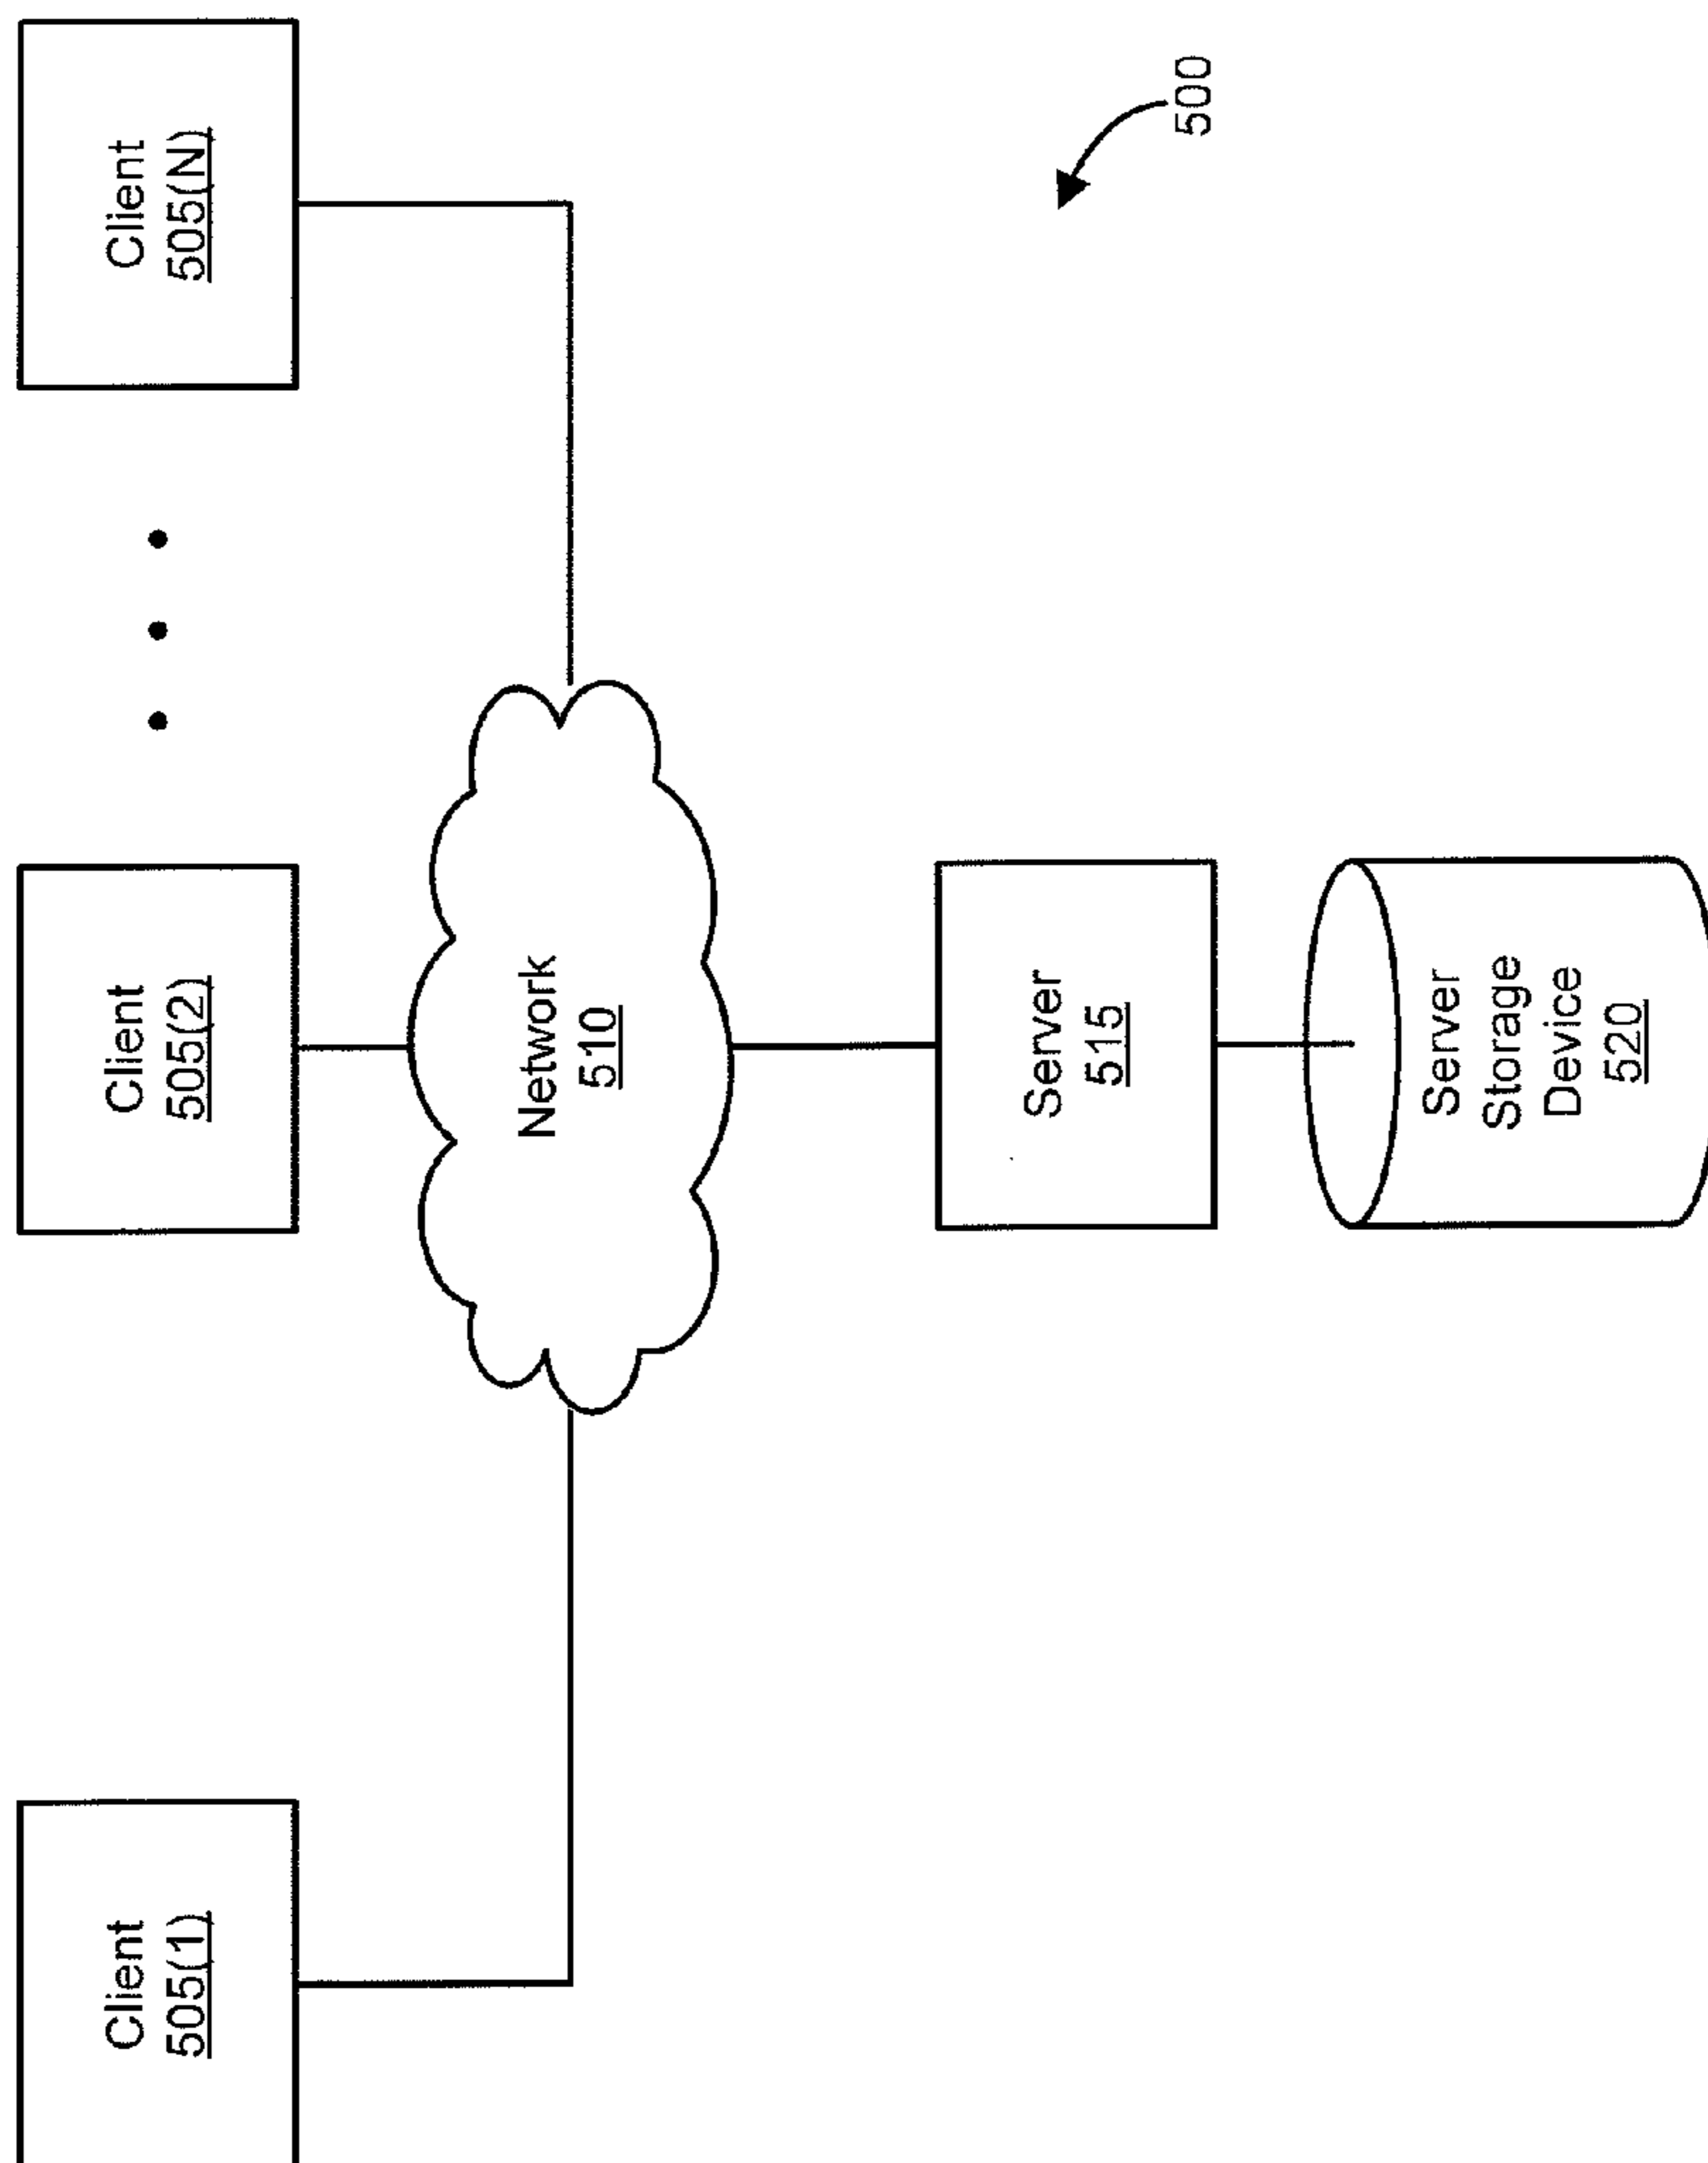 Client
505(1)
Client
505(2)
Client
505(N)
Network
510
Server
515
500
Server
Storage
Device
520